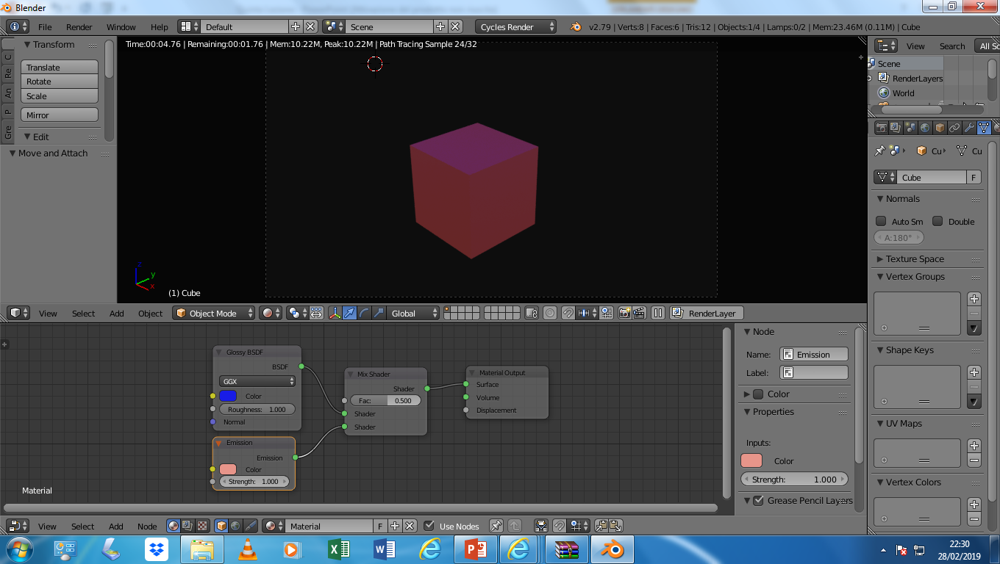 Blender
File Render Window Help Default Scene Cycles Render v2.79 | Verts:8 | Faces:6 | Tris:12 | Objects:1/4 | Lamps:0/2 | Mem:23.46M (0.11M) | Cube
Transform
Translate
Rotate
Scale
Mirror
Edit
Move and Attach
C
Re
An
P
Gre
Time:00:04.76 | Remaining:00:01.76 | Mem:10.22M, Peak:10.22M | Path Tracing Sample 24/32
z
y
x
(1) Cube
View Select Add Object Object Mode Global RenderLayer
View Search All Sc
Scene
RenderLayers
World
Cu Cu
Cube F
Normals
Auto Sm Double
A:180°
Texture Space
Vertex Groups
Shape Keys
UV Maps
Vertex Colors
Glossy BSDF
BSDF
GGX
Color
Roughness: 1.000
Normal
Emission
Emission
Color
Strength: 1.000
Mix Shader
Shader
Fac: 0.500
Shader
Shader
Material Output
Surface
Volume
Displacement
Material
Node
Name: Emission
Label:
Color
Properties
Inputs:
Color
Strength: 1.000
Grease Pencil Layers
View Select Add Node Material F Use Nodes
22:30
28/02/2019